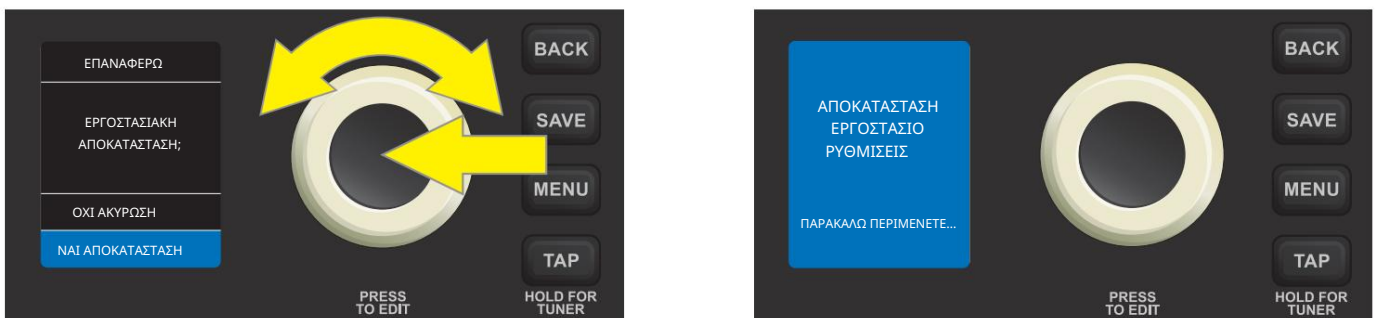 ΕΠΑΝΑΦΕΡΩ
ΕΡΓΟΣΤΑΣΙΑΚΗ
ΑΠΟΚΑΤΑΣΤΑΣΗ;
ΟΧΙ ΑΚΥΡΩΣΗ
ΝΑΙ ΑΠΟΚΑΤΑΣΤΑΣΗ
BACK
SAVE
MENU
TAP
PRESS
TO EDIT
HOLD FOR
TUNER
ΑΠΟΚΑΤΑΣΤΑΣΗ
ΕΡΓΟΣΤΑΣΙΟ
ΡΥΘΜΙΣΕΙΣ
ΠΑΡΑΚΑΛΩ ΠΕΡΙΜΕΝΕΤΕ...
BACK
SAVE
MENU
TAP
PRESS
TO EDIT
HOLD FOR
TUNER